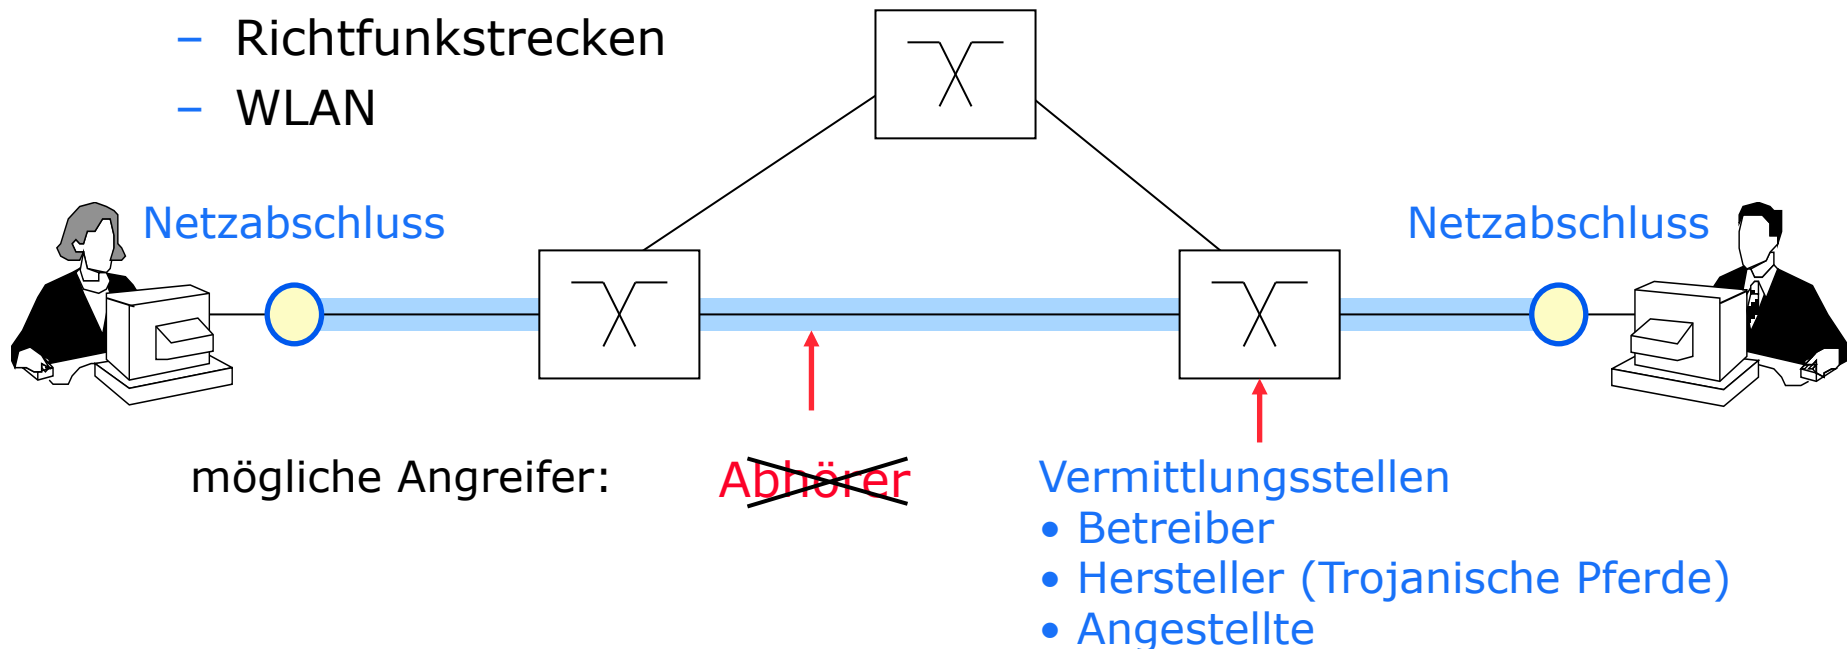 – Richtfunkstrecken
– WLAN
Netzabschluss
Netzabschluss
mögliche Angreifer:
Abhörer
Vermittlungsstellen
• Betreiber
• Hersteller (Trojanische Pferde)
• Angestellte